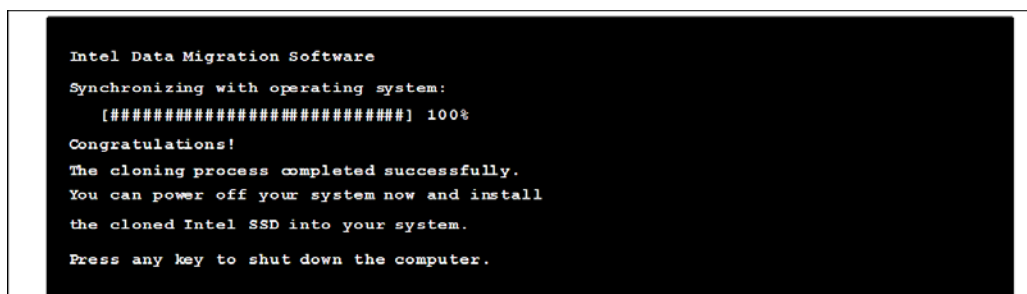 Intel Data Migration Software
Synchronizing with operating system:
[###########################] 100%
Congratulations!
The cloning process completed successfully.
You can power off your system now and install
the cloned Intel SSD into your system.
Press any key to shut down the computer.